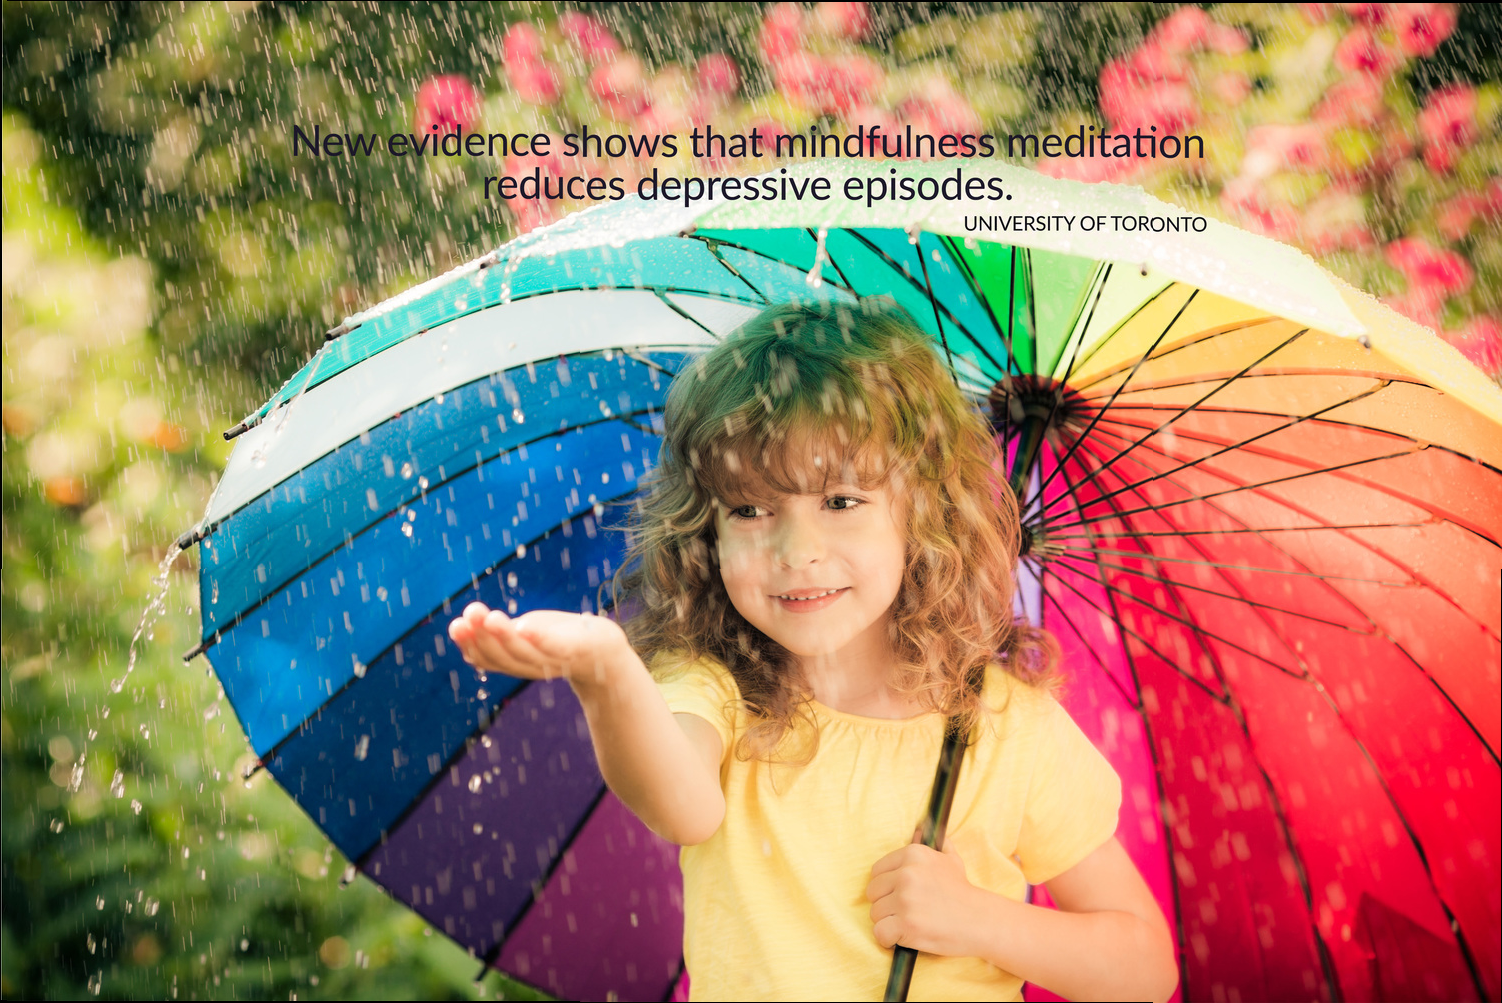 New evidence shows that mindfulness meditation
reduces depressive episodes.
UNIVERSITY OF TORONTO